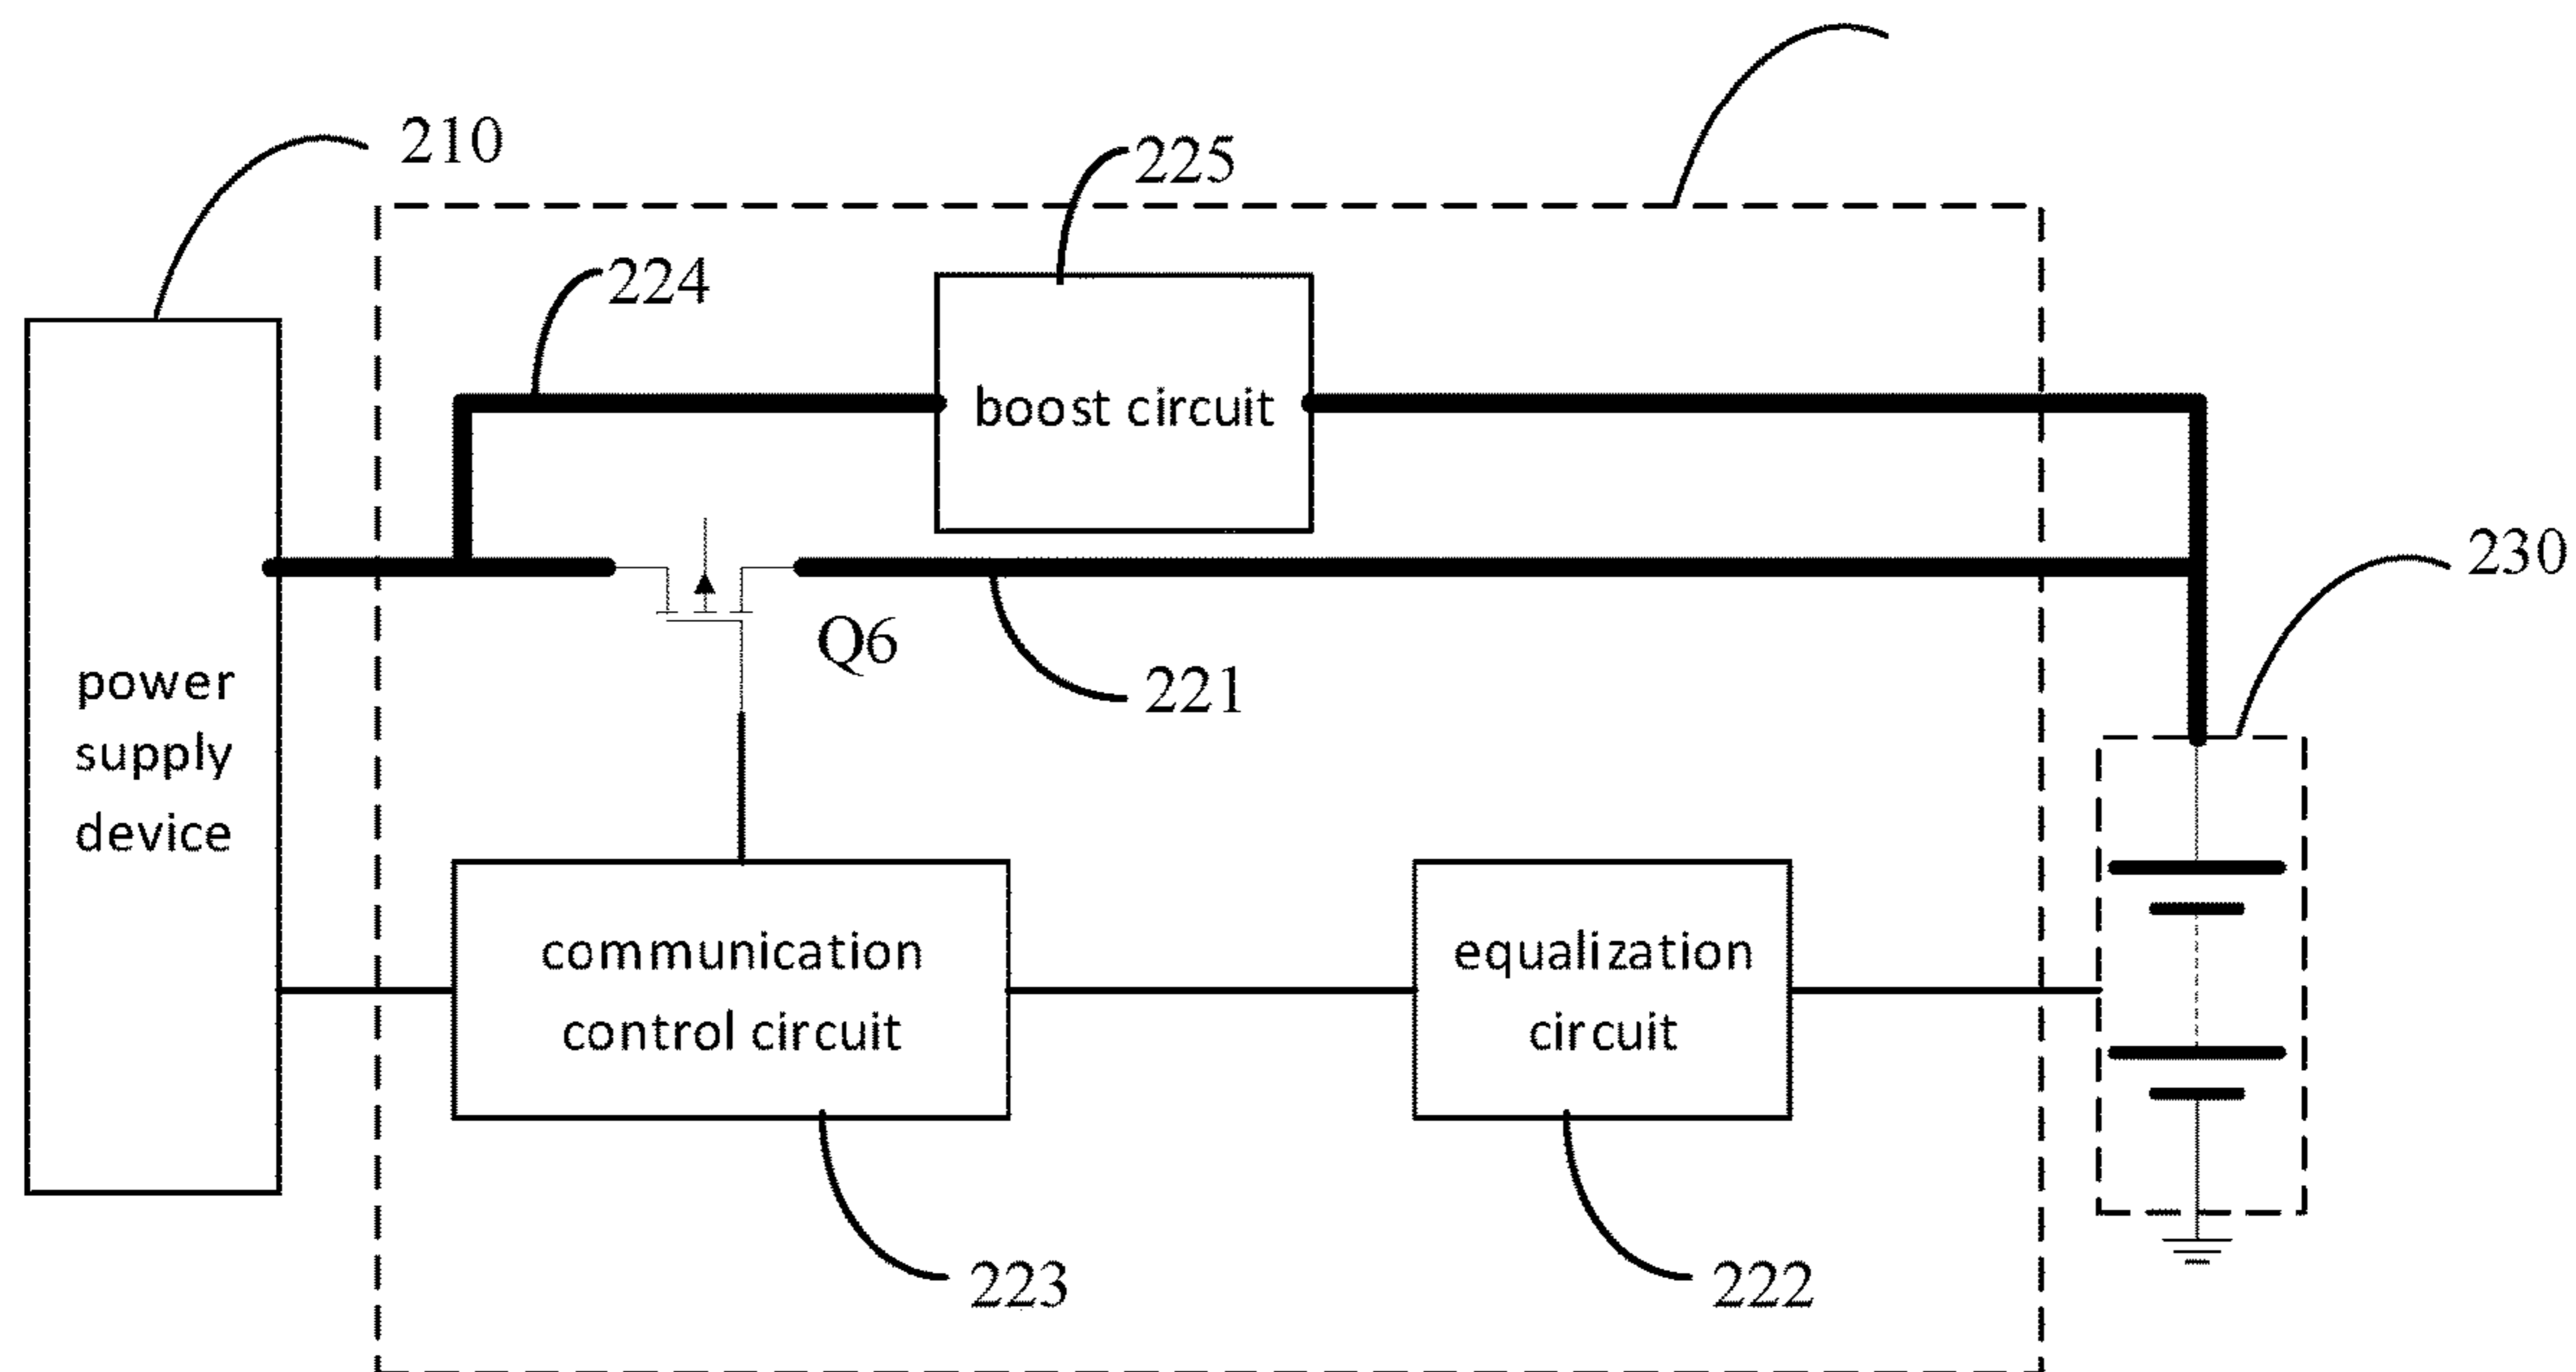 210
225
224
boost circuit
230
Q6
221
power
supply
device
communication
control circuit
equalization
circuit
223
222